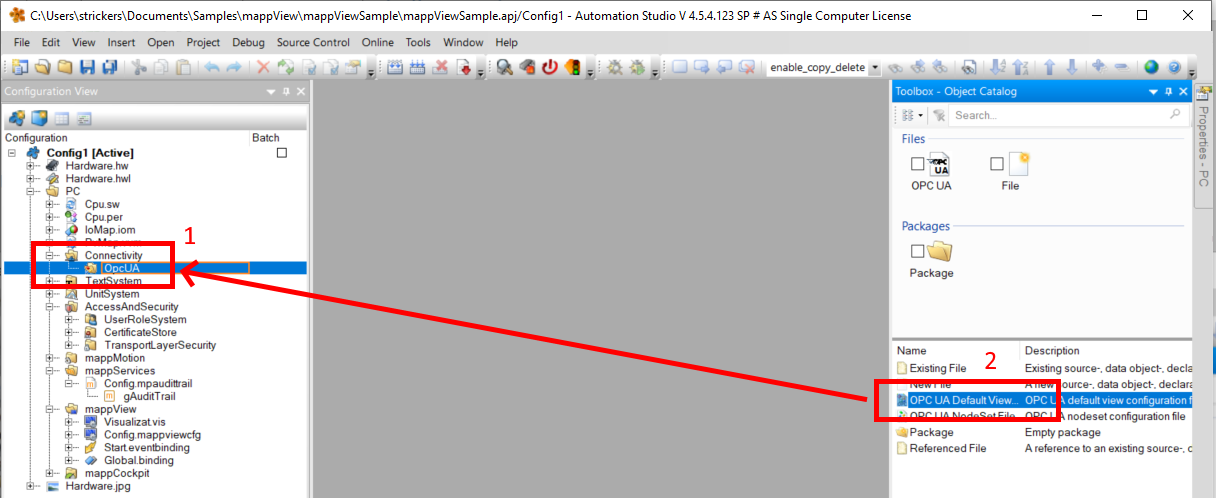 C:\Users\strickers\Documents\Samples\mappView\mappViewSample\mappViewSample.apj/Config1 - Automation Studio V 4.5.4.123 SP # AS Single Computer License
File Edit View Insert Open Project Debug Source Control Online Tools Window Help
enable_copy_delete
Configuration View
Configuration Batch
Config1 [Active]
Hardware.hw
Hardware.hwl
PC
Cpu.sw
Cpu.per
IoMap.iom
1
Connectivity
OpcUA
TextSystem
UnitSystem
AccessAndSecurity
UserRoleSystem
CertificateStore
TransportLayerSecurity
mappMotion
mappServices
Config.mpaudittrail
gAuditTrail
mappView
Visualizat.vis
Config.mappviewcfg
Start.eventbinding
Global.binding
mappCockpit
Hardware.jpg
Toolbox - Object Catalog
Search...
Files
OPC UA
OPC UA File
Packages
Package
Name Description
2
Existing File Existing source-, data object-, declara
New File A new source-, data object-, declara
OPC UA Default View... OPC UA default view configuration f
OPC UA NodeSet File OPC UA nodeset configuration file
Package Empty package
Referenced File A reference to an existing source-, c
Properties - PC